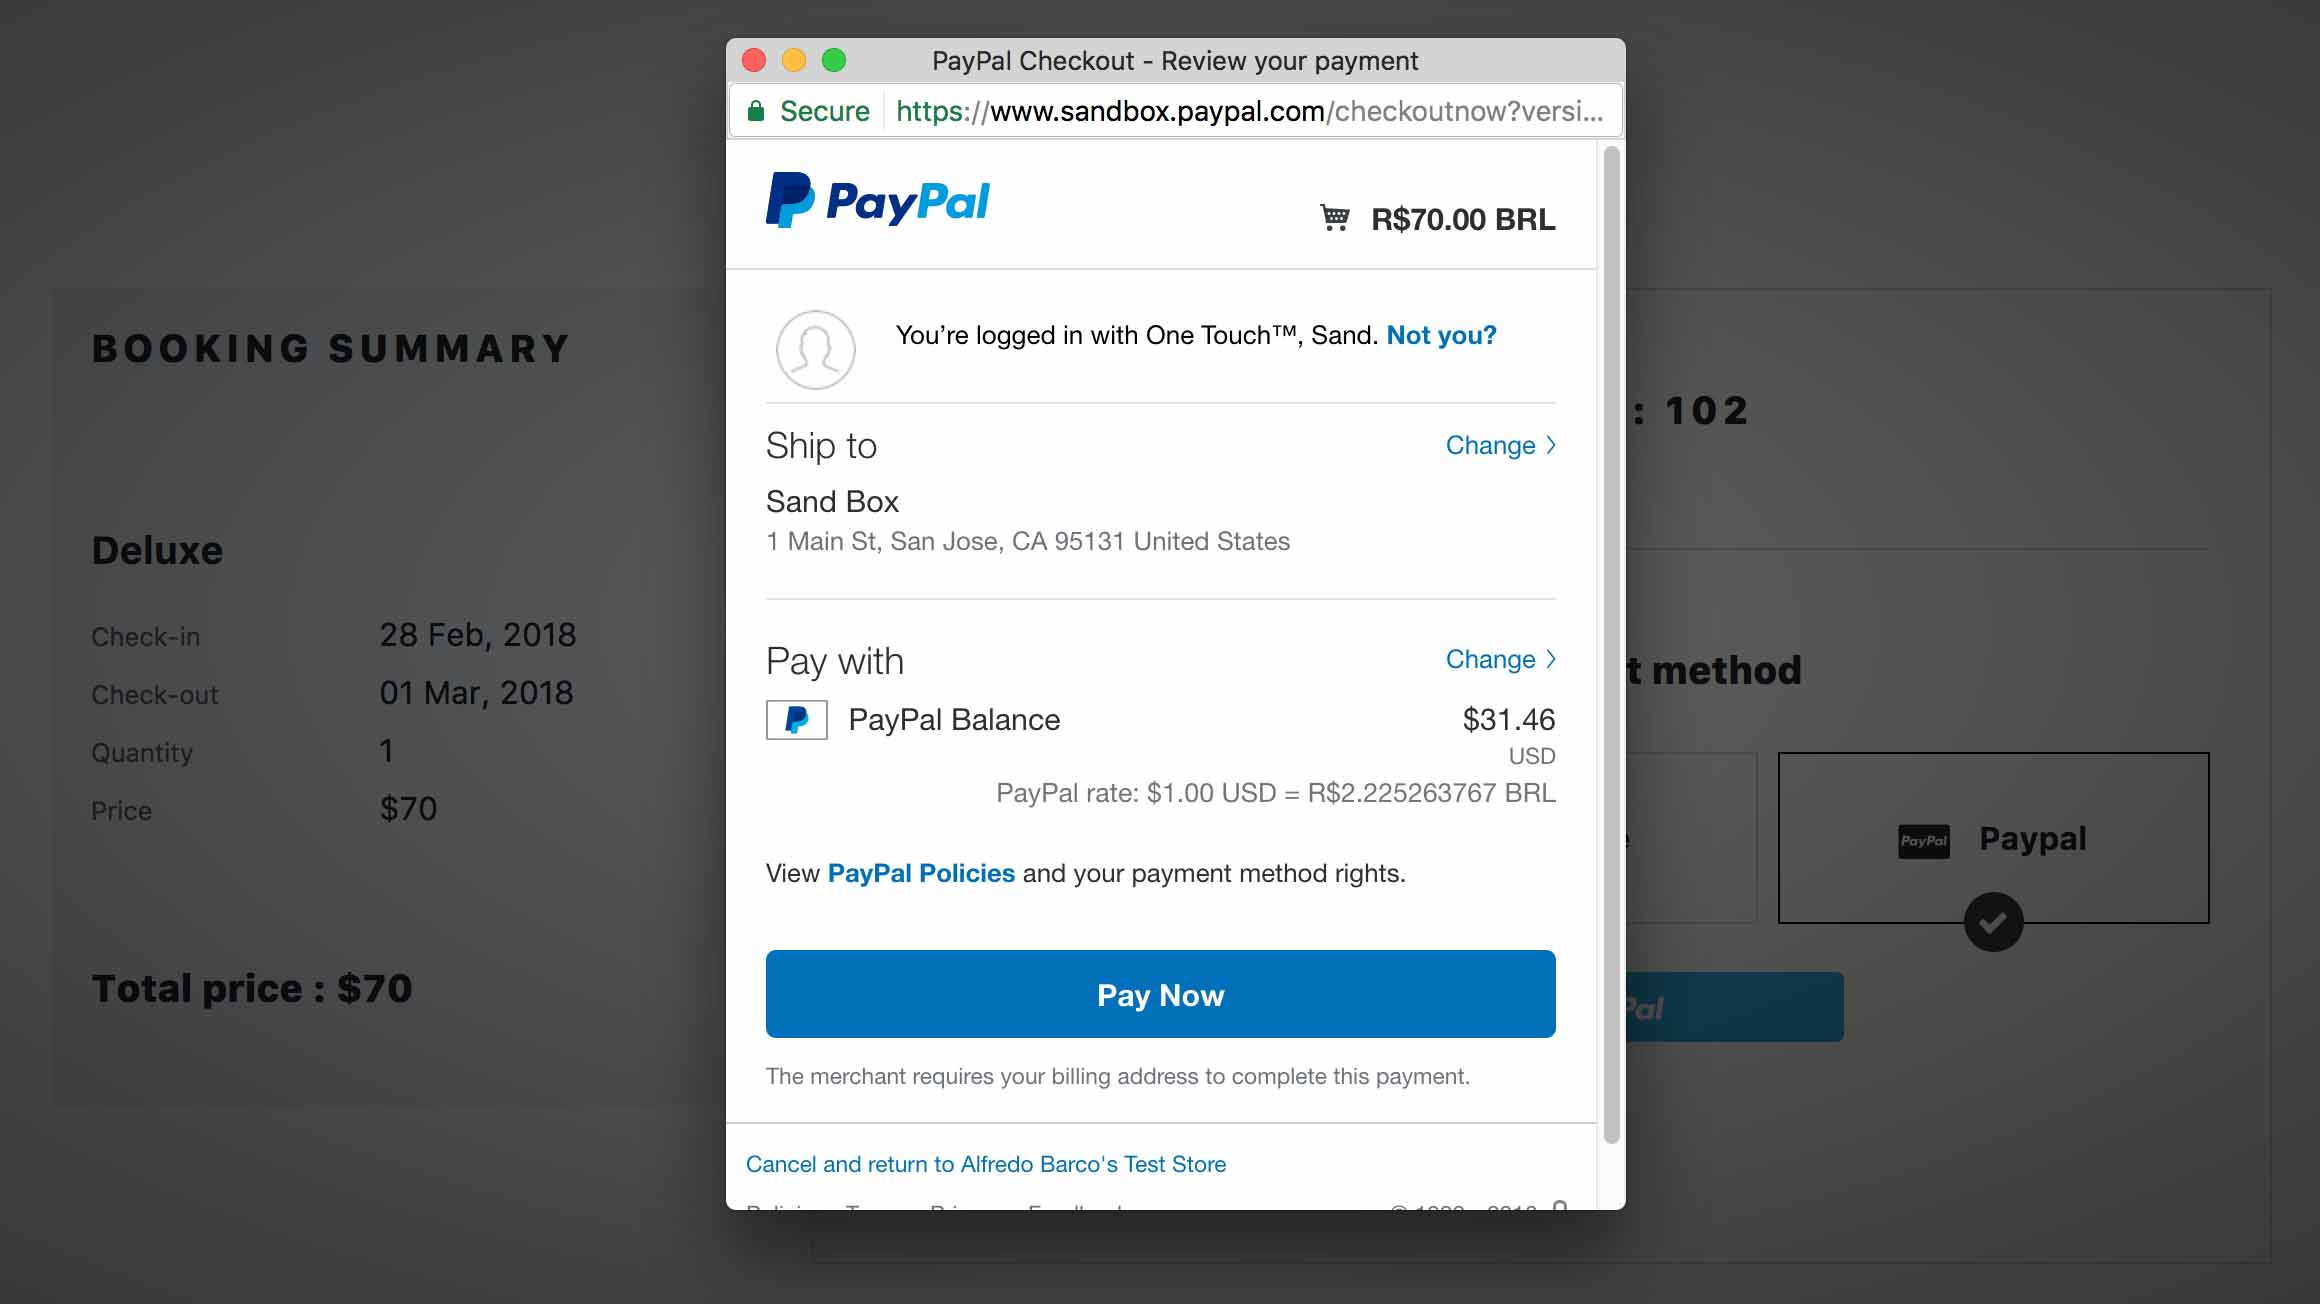 PayPal Checkout - Review your payment
Secure https://www.sandbox.paypal.com/checkoutnow?versi...
PayPal
R$70.00 BRL
You’re logged in with One Touch™, Sand. Not you?
Ship to
Change
Sand Box
1 Main St, San Jose, CA 95131 United States
Pay with
Change
PayPal Balance
$31.46
USD
PayPal rate: $1.00 USD = R$2.225263767 BRL
View PayPal Policies and your payment method rights.
Pay Now
The merchant requires your billing address to complete this payment.
Cancel and return to Alfredo Barco's Test Store
BOOKING SUMMARY
Deluxe
Check-in 28 Feb, 2018
Check-out 01 Mar, 2018
Quantity 1
Price $70
Total price : $70
: 102
method
PayPal Paypal
Pal